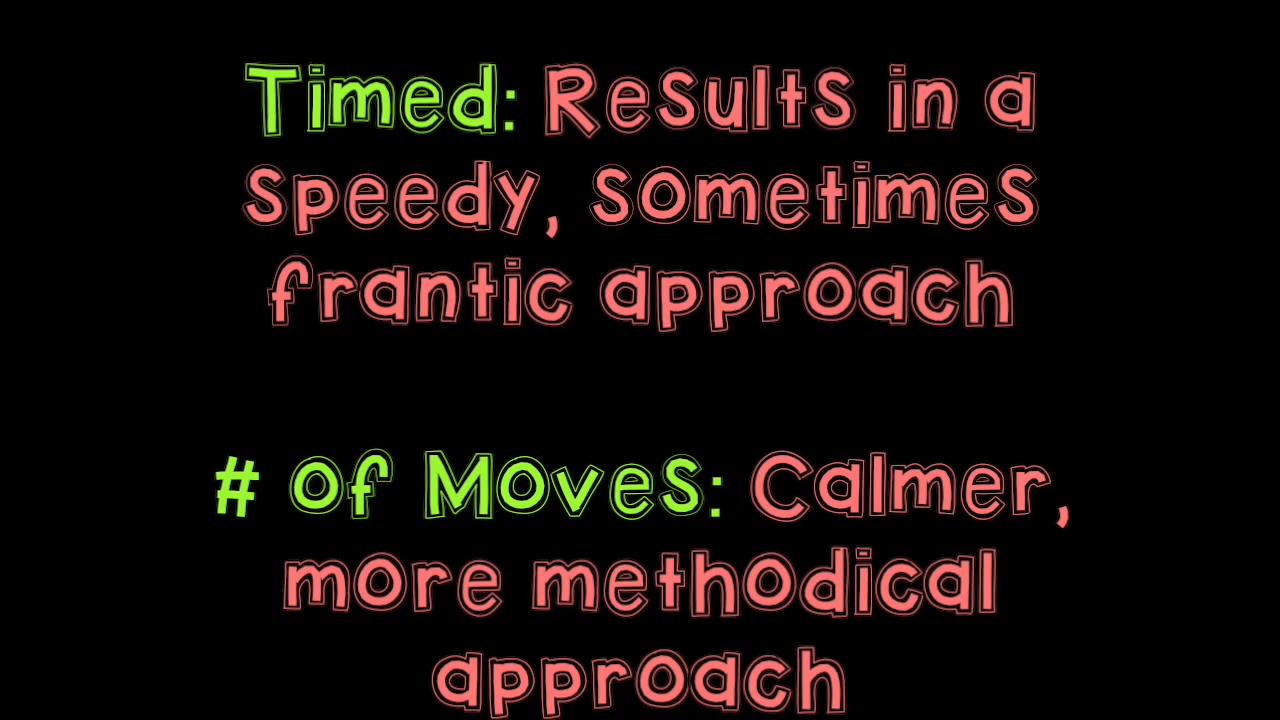 Timed: Results in a
speedy, sometimes
frantic approach
# of Moves: Calmer,
more methodical
approach